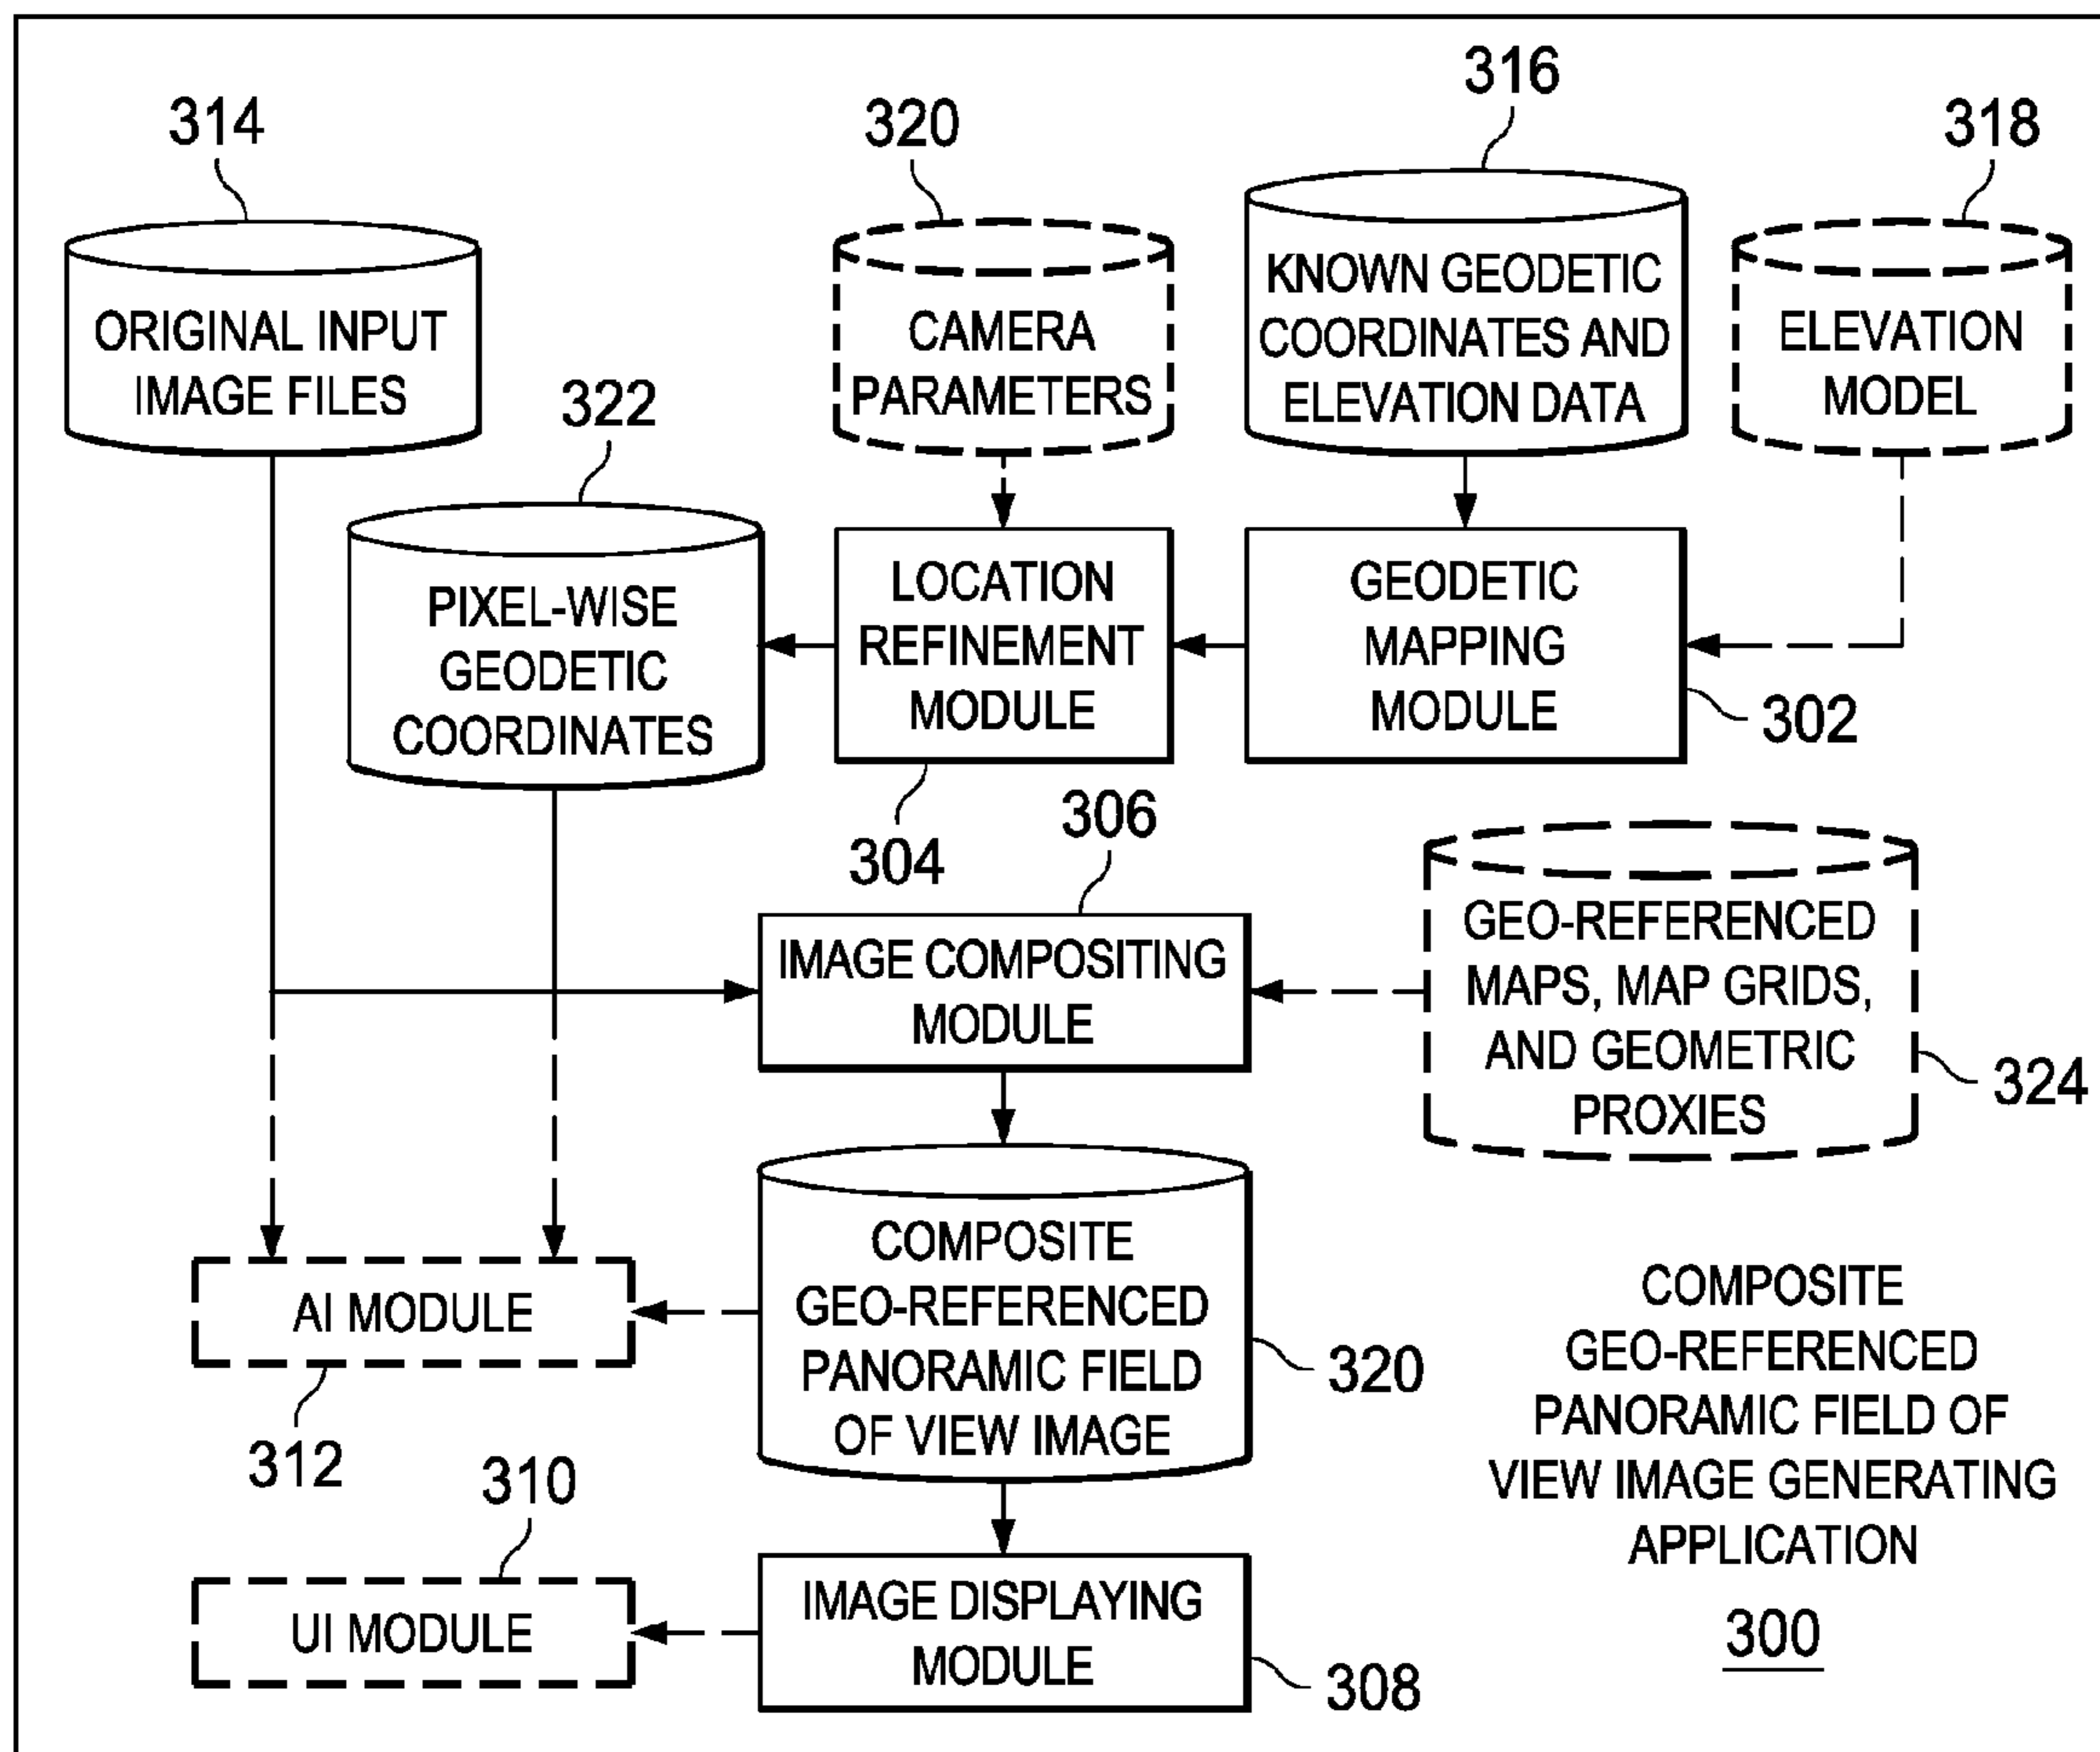 316
314
320
318
ORIGINAL INPUT
IMAGE FILES
CAMERA
PARAMETERS
KNOWN GEODETIC
COORDINATES AND
ELEVATION DATA
ELEVATION
MODEL
322
PIXEL-WISE
GEODETIC
COORDINATES
LOCATION
REFINEMENT
MODULE
GEODETIC
MAPPING
MODULE
302
304
306
IMAGE COMPOSITING
MODULE
GEO-REFERENCED
MAPS, MAP GRIDS,
AND GEOMETRIC
PROXIES
324
AI MODULE
312
COMPOSITE
GEO-REFERENCED
PANORAMIC FIELD
OF VIEW IMAGE
320
310
UI MODULE
IMAGE DISPLAYING
MODULE
308
COMPOSITE
GEO-REFERENCED
PANORAMIC FIELD OF
VIEW IMAGE GENERATING
APPLICATION
300